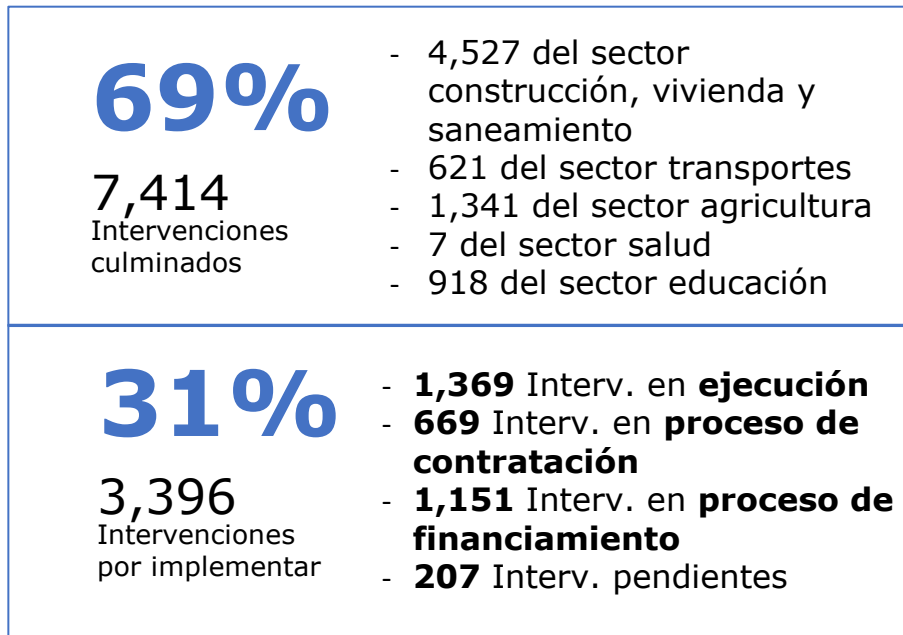 69%
7,414
Intervenciones
culminados
- 4,527 del sector
construcción, vivienda y
saneamiento
- 621 del sector transportes
- 1,341 del sector agricultura
- 7 del sector salud
- 918 del sector educación
31%
3,396
Intervenciones
por implementar
- 1,369 Interv. en ejecución
- 669 Interv. en proceso de
contratación
- 1,151 Interv. en proceso de
financiamiento
- 207 Interv. pendientes